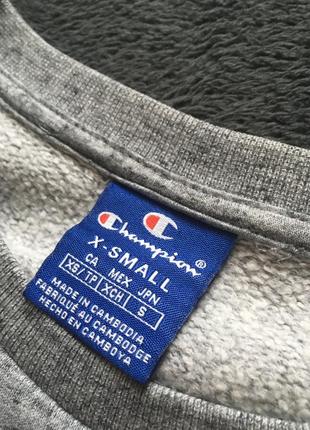 Champion
X-SMALL
CA MEX JPN
XS/TP XCH S
MADE IN CAMBODIA
FABRIQUÉ AU CAMBODGE
HECHO EN CAMBOYA